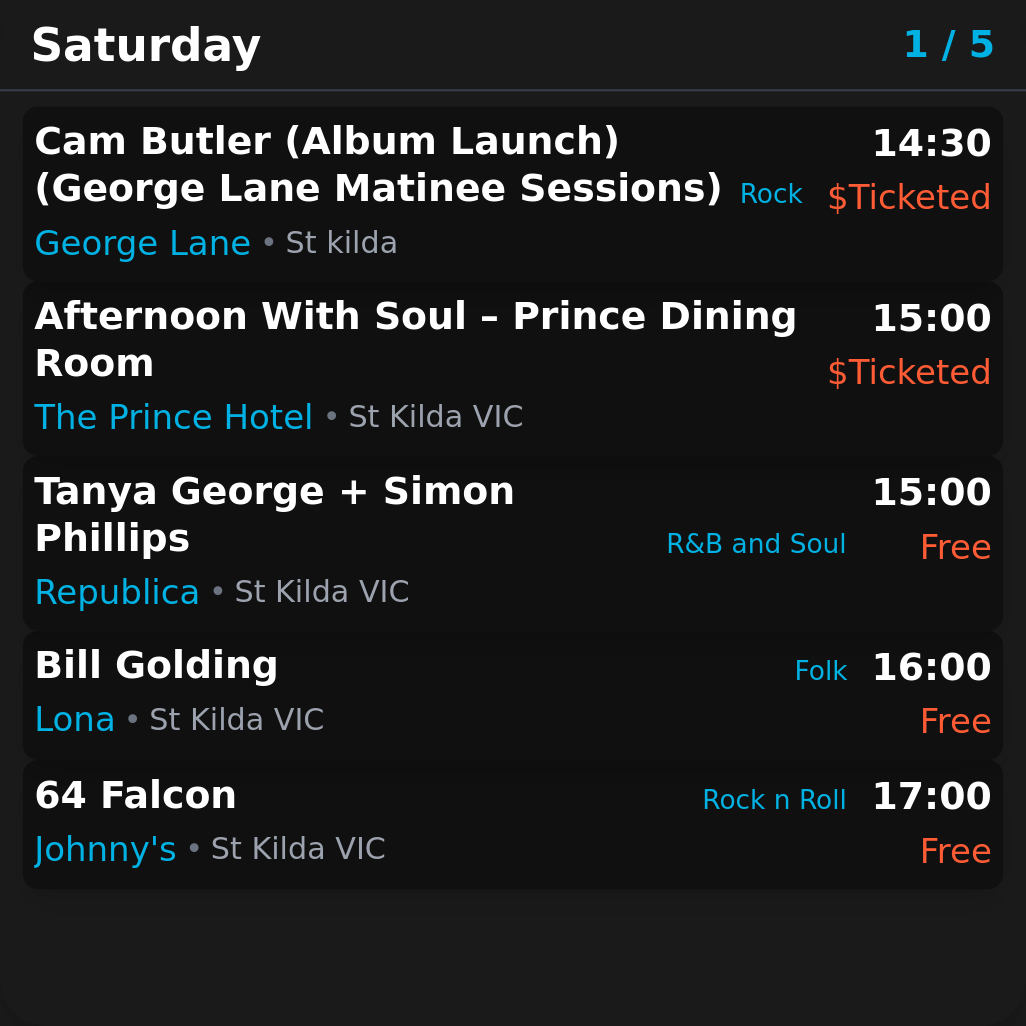 Saturday 1 / 5
Cam Butler (Album Launch) 14:30
(George Lane Matinee Sessions) Rock $Ticketed
George Lane • St kilda
Afternoon With Soul – Prince Dining 15:00
Room $Ticketed
The Prince Hotel • St Kilda VIC
Tanya George + Simon 15:00
Phillips R&B and Soul Free
Republica • St Kilda VIC
Bill Golding Folk 16:00
Lona • St Kilda VIC Free
64 Falcon Rock n Roll 17:00
Johnny's • St Kilda VIC Free